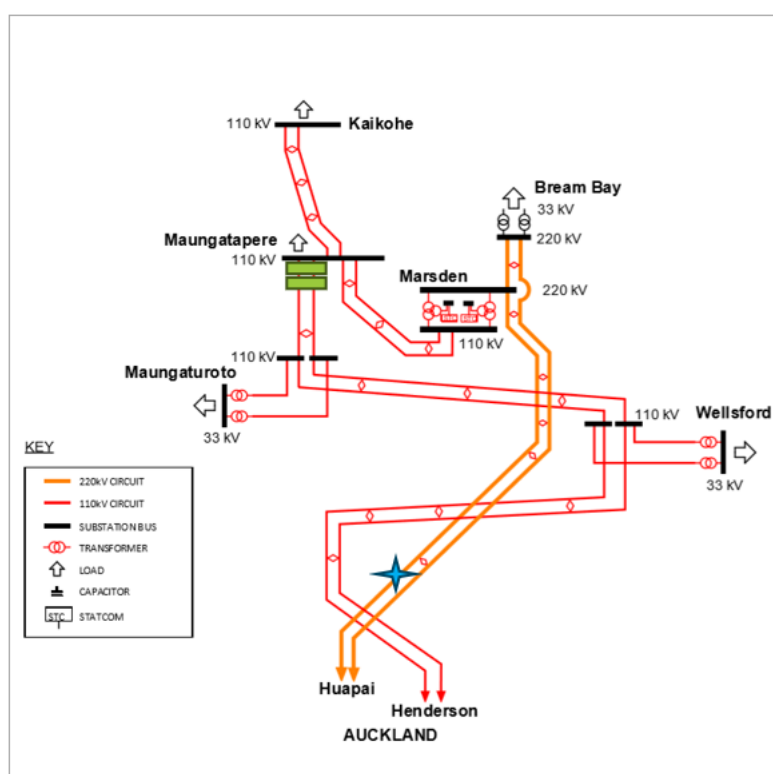 110 kV
Kaikohe
Bream Bay
33 kV
220 kV
Maungatapere
110 kV
Marsden
220 kV
STC
STC
110 kV
110 kV
Maungaturoto
33 kV
110 kV
Wellsford
33 kV
KEY
220kV CIRCUIT
110kV CIRCUIT
SUBSTATION BUS
TRANSFORMER
LOAD
CAPACITOR
STC
STATCOM
Huapai
Henderson
AUCKLAND